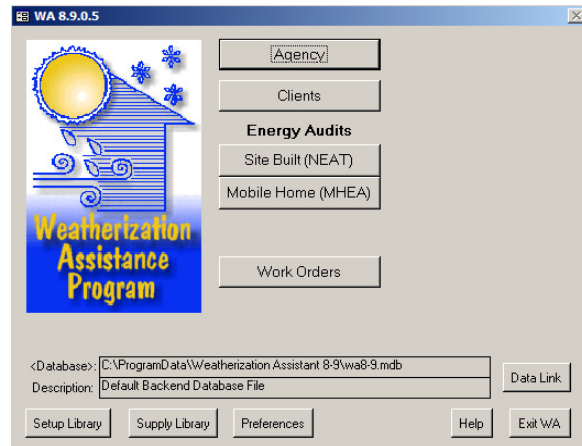 WA 8.9.0.5
Agency
Clients
Energy Audits
Site Built (NEAT)
Mobile Home (MHEA)
Weatherization
Assistance
Program
Work Orders
<Database>: C:\ProgramData\Weatherization Assistant 8-9\wa8-9.mdb
Description: Default Backend Database File
Data Link
Setup Library Supply Library Preferences Help Exit WA